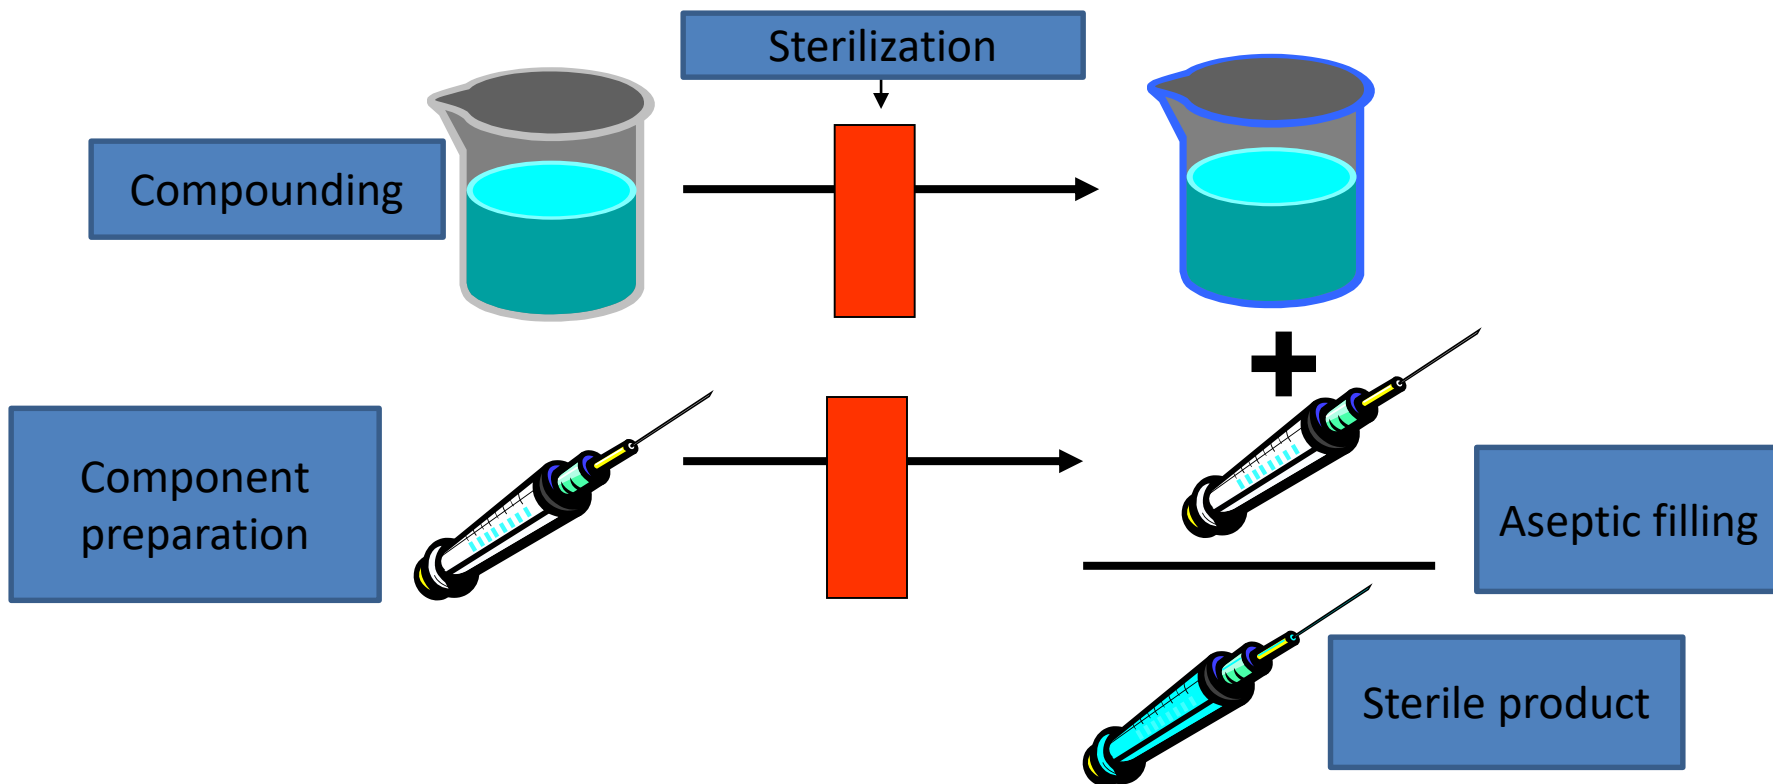 Sterilization
Compounding
Component
preparation
Aseptic filling
Sterile product